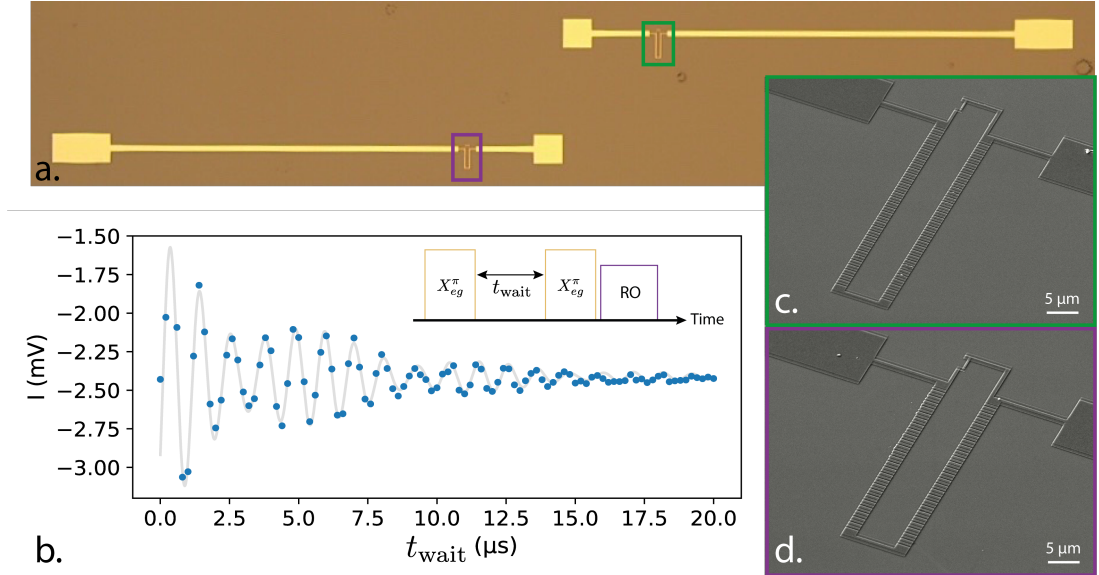 a.
c.
5 μm
d.
5 μm
b.
I (mV)
−1.50
−1.75
−2.00
−2.25
−2.50
−2.75
−3.00
X^π_eg
t_wait
X^π_eg
RO
Time
0.0 2.5 5.0 7.5 10.0 12.5 15.0 17.5 20.0
t_wait (μs)